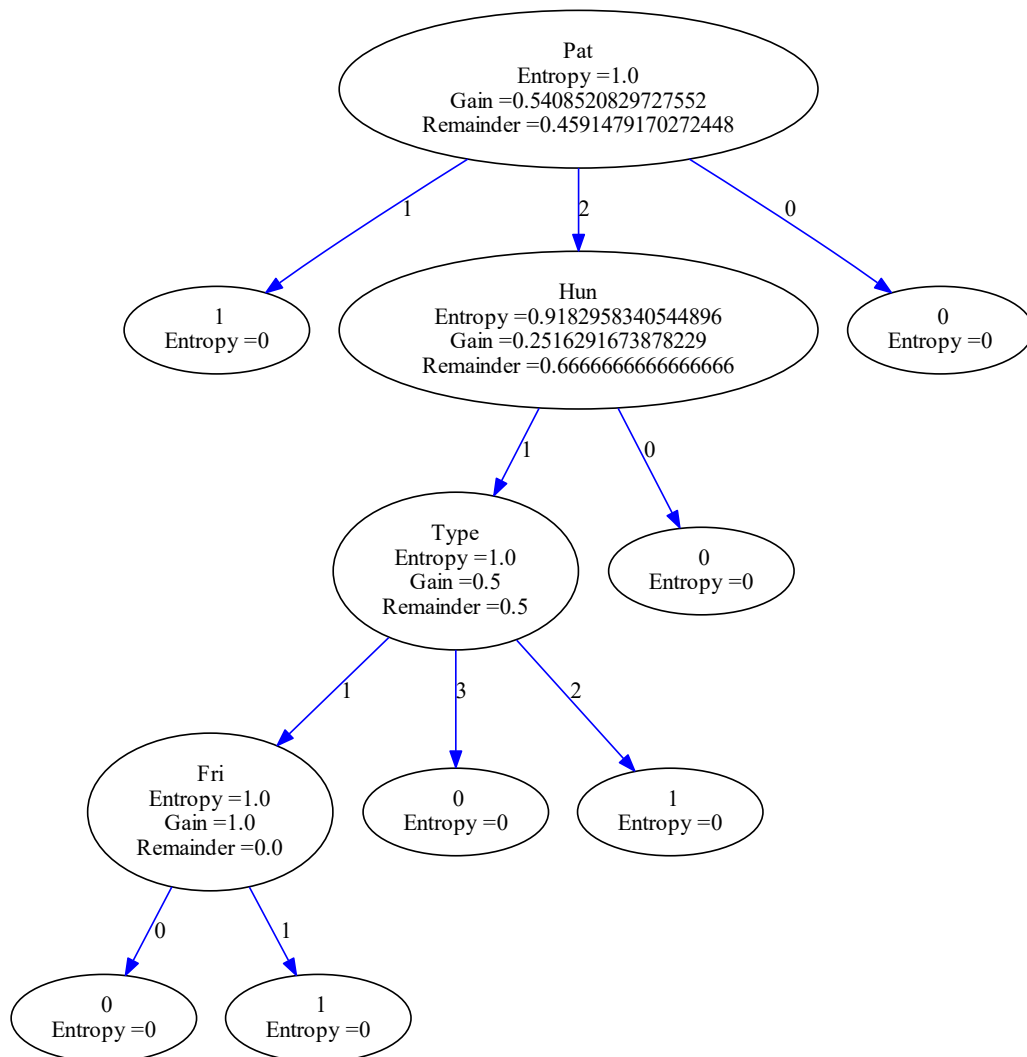 Pat
Entropy =1.0
Gain =0.5408520829727552
Remainder =0.4591479170272448
1
2
0
1
Entropy =0
Hun
Entropy =0.9182958340544896
Gain =0.2516291673878229
Remainder =0.6666666666666666
0
Entropy =0
1
0
Type
Entropy =1.0
Gain =0.5
Remainder =0.5
0
Entropy =0
1
3
2
Fri
Entropy =1.0
Gain =1.0
Remainder =0.0
0
Entropy =0
1
Entropy =0
0
1
0
Entropy =0
1
Entropy =0